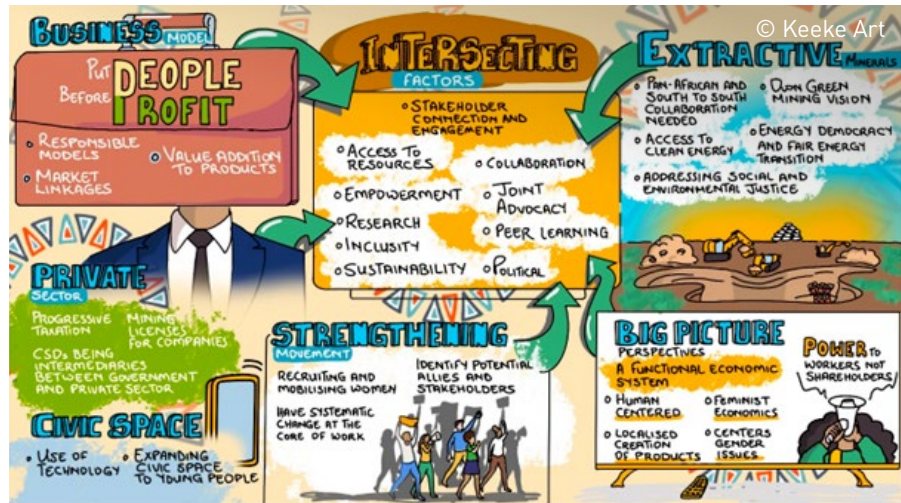 © Keeke Art
BUSINESS
MODEL
PUT
BEFORE
PEOPLE
PROFIT
RESPONSIBLE
MODELS
MARKET
LINKAGES
VALUE ADDITION
TO PRODUCTS
INTERSECTING
FACTORS
STAKEHOLDER
CONNECTION AND
ENGAGEMENT
ACCESS TO
RESOURCES
EMPOWERMENT
RESEARCH
INCLUSITY
SUSTAINABILITY
COLLABORATION
JOINT
ADVOCACY
PEER LEARNING
POLITICAL
EXTRACTIVE
MINERALS
PAN-AFRICAN AND
SOUTH TO SOUTH
COLLABORATION
NEEDED
ACCESS TO
CLEAN ENERGY
ADDRESSING SOCIAL AND
ENVIRONMENTAL JUSTICE
OWN GREEN
MINING VISION
ENERGY DEMOCRACY
AND FAIR ENERGY
TRANSITION
PRIVATE
SECTOR
PROGRESSIVE
TAXATION
MINING
LICENSES
FOR COMPANIES
CSOs BEING
INTERMEDIARIES
BETWEEN GOVERNMENT
AND PRIVATE SECTOR
CIVIC SPACE
USE OF
TECHNOLOGY
EXPANDING
CIVIC SPACE
TO YOUNG PEOPLE
STRENGTHENING
MOVEMENT
RECRUITING AND
MOBILISING WOMEN
HAVE SYSTEMATIC
CHANGE AT THE
CORE OF WORK
IDENTIFY POTENTIAL
ALLIES AND
STAKEHOLDERS
BIG PICTURE
PERSPECTIVES
A FUNCTIONAL ECONOMIC
SYSTEM
HUMAN
CENTERED
LOCALISED
CREATION
OF PRODUCTS
FEMINIST
ECONOMICS
CENTERS
GENDER
ISSUES
POWER TO
WORKERS NOT
SHAREHOLDERS!